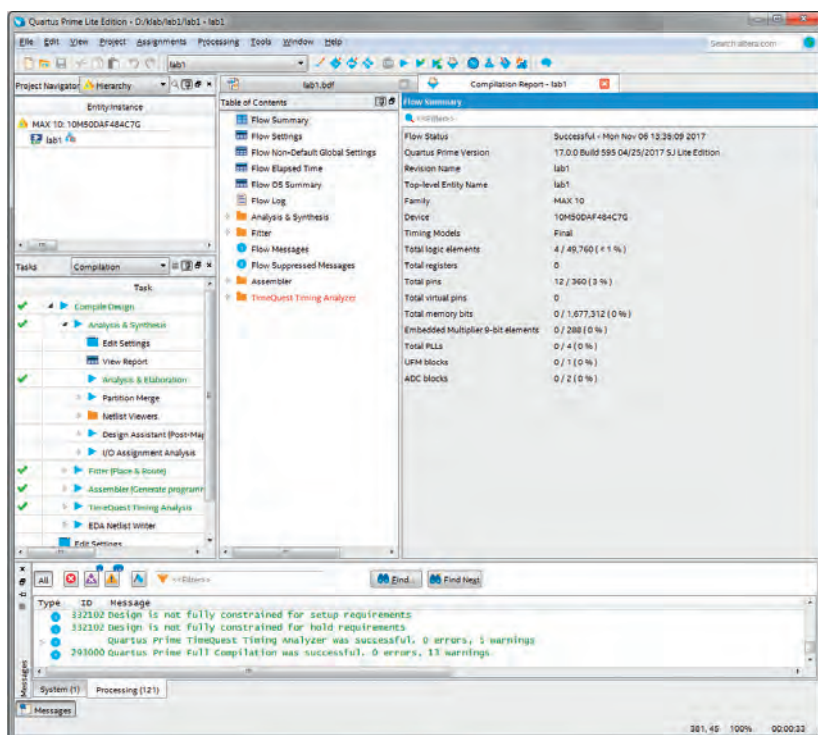 Quartus Prime Lite Edition - D:/klab/lab1/lab1 - lab1
File Edit View Project Assignments Processing Tools Window Help
Search altera.com
lab1
Project Navigator Hierarchy
Entity:Instance
MAX 10: 10M50DAF484C7G
lab1
Tasks Compilation
Task
Compile Design
Analysis & Synthesis
Edit Settings
View Report
Analysis & Elaboration
Partition Merge
Netlist Viewers
Design Assistant (Post-Map
I/O Assignment Analysis
Fitter (Place & Route)
Assembler (Generate programm
TimeQuest Timing Analysis
EDA Netlist Writer
Edit Settings
lab1.bdf
Compilation Report - lab1
Table of Contents
Flow Summary
Flow Settings
Flow Non-Default Global Settings
Flow Elapsed Time
Flow OS Summary
Flow Log
Analysis & Synthesis
Fitter
Flow Messages
Flow Suppressed Messages
Assembler
TimeQuest Timing Analyzer
Flow Summary
<<Filter>>
Flow Status Successful - Mon Nov 06 13:38:09 2017
Quartus Prime Version 17.0.0 Build 595 04/25/2017 SJ Lite Edition
Revision Name lab1
Top-level Entity Name lab1
Family MAX 10
Device 10M50DAF484C7G
Timing Models Final
Total logic elements 4 / 49,760 ( < 1 % )
Total registers 0
Total pins 12 / 360 ( 3 % )
Total virtual pins 0
Total memory bits 0 / 1,677,312 ( 0 % )
Embedded Multiplier 9-bit elements 0 / 288 ( 0 % )
Total PLLs 0 / 4 ( 0 % )
UFM blocks 0 / 1 ( 0 % )
ADC blocks 0 / 2 ( 0 % )
All <<Filter>> Find... Find Next
Type ID Message
332102 Design is not fully constrained for setup requirements
332102 Design is not fully constrained for hold requirements
Quartus Prime TimeQuest Timing Analyzer was successful. 0 errors, 5 warnings
293000 Quartus Prime Full Compilation was successful. 0 errors, 13 warnings
Messages
System (1) Processing (121)
Messages
381, 45 100% 00:00:33